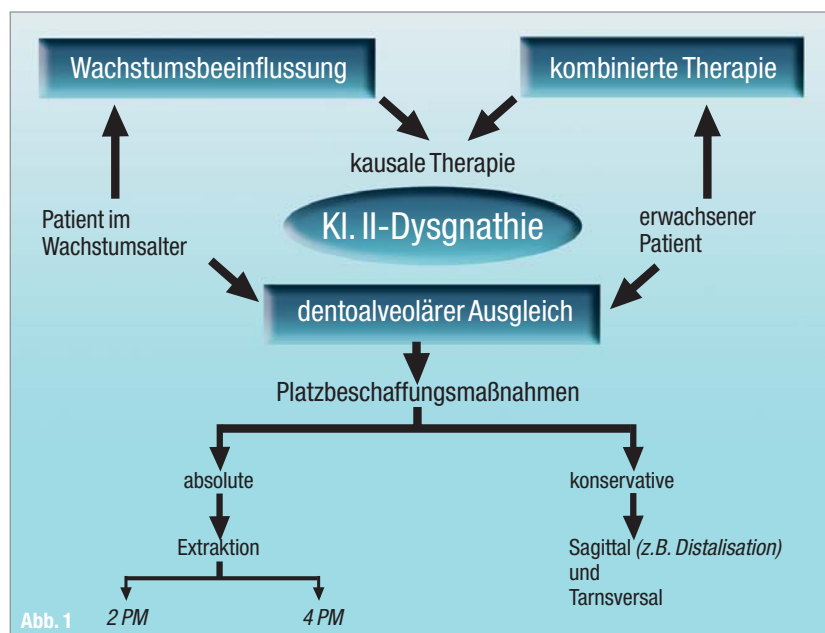 Wachstumsbeeinflussung
kombinierte Therapie
kausale Therapie
Patient im
Wachstumsalter
Kl. II-Dysgnathie
erwachsener
Patient
dentoalveolärer Ausgleich
Platzbeschaffungsmaßnahmen
absolute
konservative
Extraktion
Sagittal (z.B. Distalisation)
und
Tarnsversal
2 PM
4 PM
Abb. 1